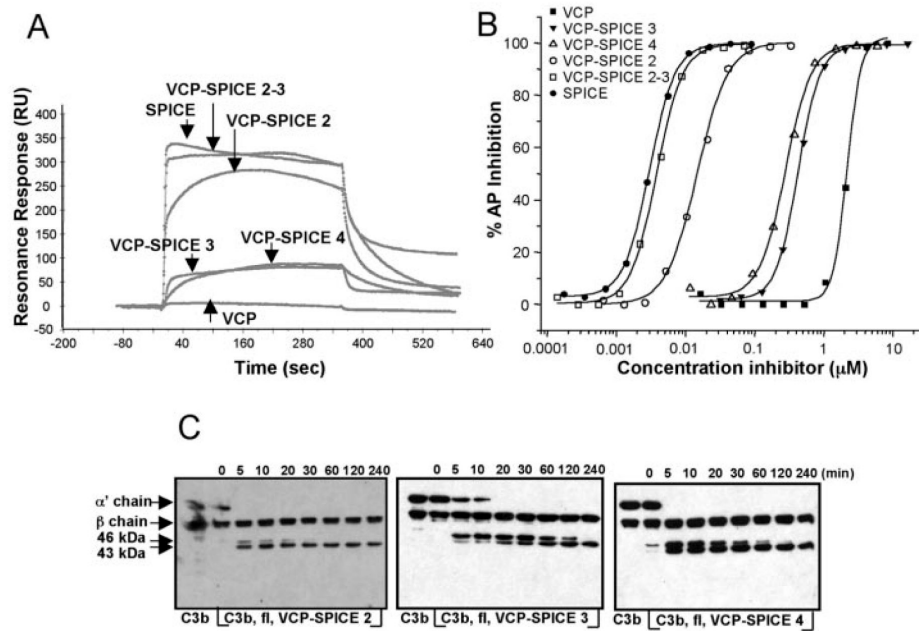 A
Resonance Response (RU)
400
350
300
250
200
150
100
50
0
-50
-200
-80
40
160
280
400
520
640
Time (sec)
VCP-SPICE 2-3
SPICE
VCP-SPICE 2
VCP-SPICE 3
VCP-SPICE 4
VCP
B
% AP Inhibition
100
80
60
40
20
0
0.0001
0.001
0.01
0.1
1
10
Concentration inhibitor (µM)
VCP
VCP-SPICE 3
VCP-SPICE 4
VCP-SPICE 2
VCP-SPICE 2-3
SPICE
C
0 5 10 20 30 60 120 240
0 5 10 20 30 60 120 240
0 5 10 20 30 60 120 240 (min)
α' chain
β chain
46 kDa
43 kDa
C3b C3b, fI, VCP-SPICE 2
C3b C3b, fI, VCP-SPICE 3
C3b C3b, fI, VCP-SPICE 4